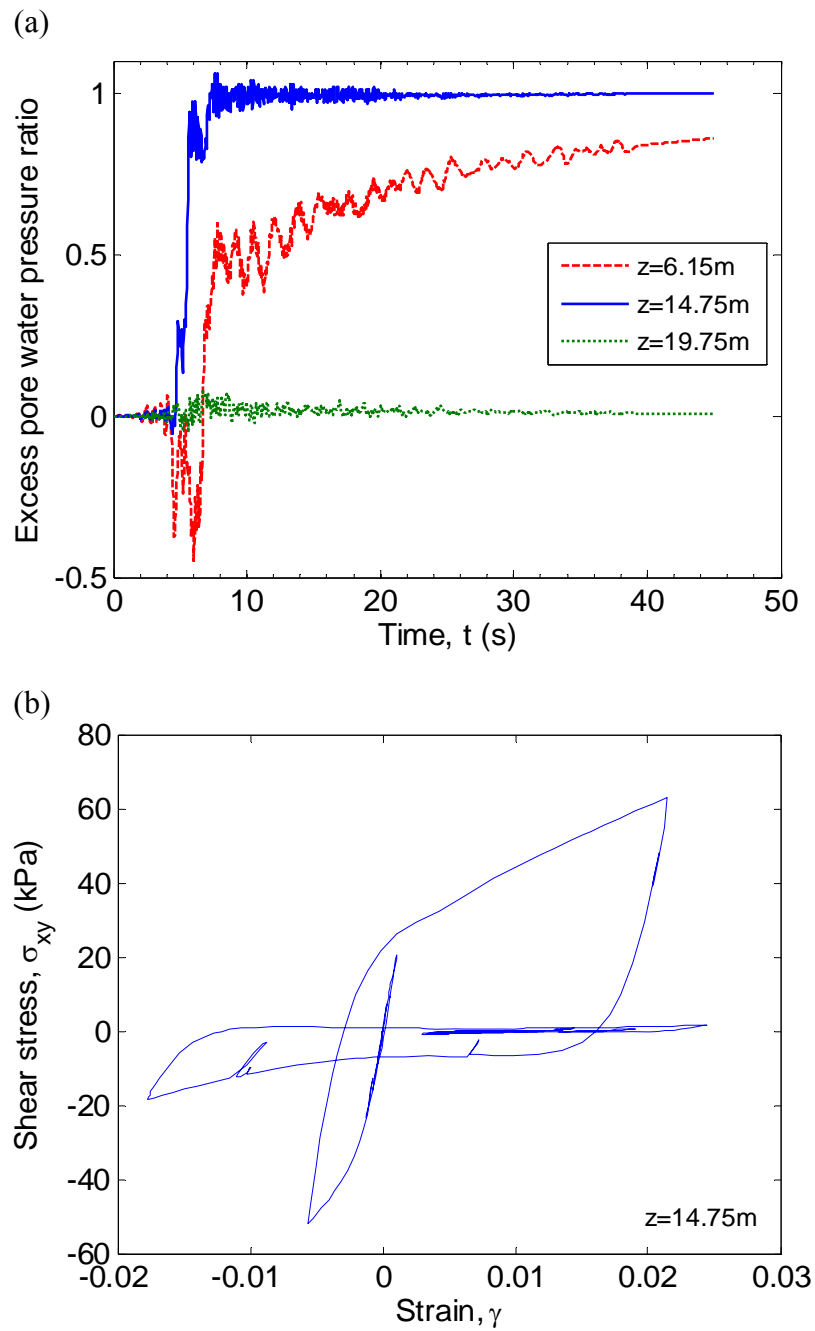 (a)
1
0.5
0
-0.5
0 10 20 30 40 50
Excess pore water pressure ratio
Time, t (s)
z=6.15m
z=14.75m
z=19.75m
(b)
80
60
40
20
0
-20
-40
-60
-0.02 -0.01 0 0.01 0.02 0.03
Shear stress, σxy (kPa)
Strain, γ
z=14.75m